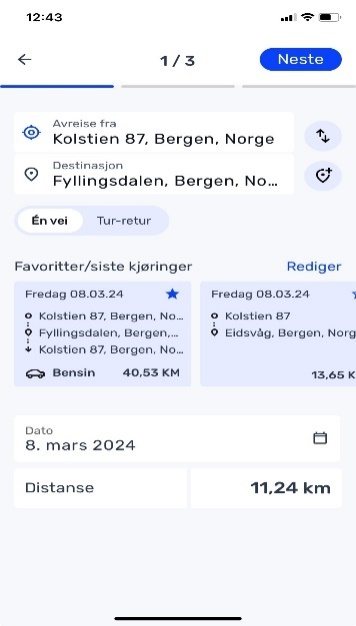 12:43
1 / 3
Neste
Avreise fra
Kolstien 87, Bergen, Norge
Destinasjon
Fyllingsdalen, Bergen, No...
Én vei
Tur-retur
Favoritter/siste kjøringer
Rediger
Fredag 08.03.24
Kolstien 87, Bergen, No...
Fyllingsdalen, Bergen,...
Kolstien 87, Bergen, No...
Bensin 40,53 KM
Fredag 08.03.24
Kolstien 87
Eidsvåg, Bergen, Norg
13,65 K
Dato
8. mars 2024
Distanse
11,24 km